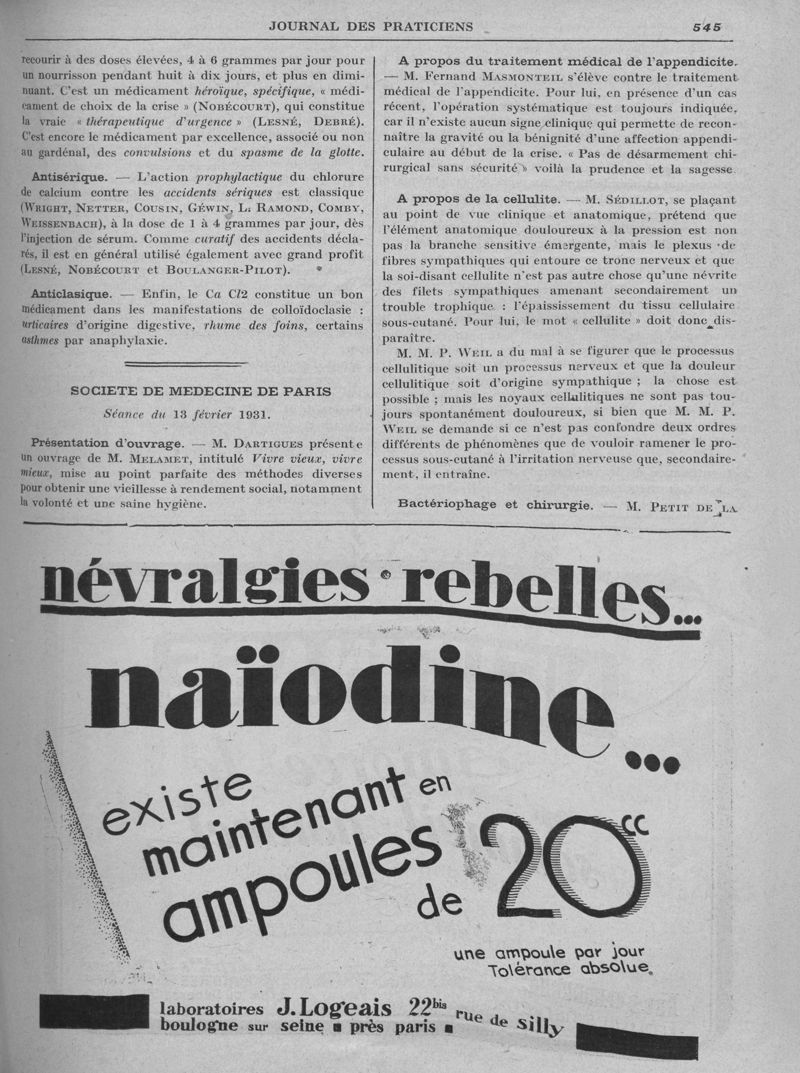 JOURNAL DES PRATICIENS 545
recourir à des doses élevées, 4 à 6 grammes par jour pour
un nourrisson pendant huit à dix jours, et plus en dimi-
nuant. C'est un médicament héroïque, spécifique, « médi-
cament de choix de la crise » (NOBÉCOURT), qui constitue
la vraie « thérapeutique d'urgence » (LESNÉ, DEBRÉ).
C'est encore le médicament par excellence, associé ou non
au gardénal, des convulsions et du spasme de la glotte.
Antisérique. — L'action prophylactique du chlorure
de calcium contre les accidents sériques est classique
(WRIGHT, NETTER, COUSIN, GÉWIN, L. RAMOND, COMBY,
WEISSENBACH), à la dose de 1 à 4 grammes par jour, dès
l'injection de sérum. Comme curatif des accidents décla-
rés, il est en général utilisé également avec grand profit
(LESNÉ, NOBÉCOURT et BOULANGER-PILOT).
Anticlasique. — Enfin, le Ca Cl2 constitue un bon
médicament dans les manifestations de colloïdoclasie :
urticaires d'origine digestive, rhume des foins, certains
asthmes par anaphylaxie.
SOCIETE DE MEDECINE DE PARIS
Séance du 13 février 1931.
Présentation d'ouvrage. — M. DARTIGUES présente
un ouvrage de M. MELAMET, intitulé Vivre vieux, vivre
mieux, mise au point parfaite des méthodes diverses
pour obtenir une vieillesse à rendement social, notamment
la volonté et une saine hygiène.
A propos du traitement médical de l'appendicite.
— M. Fernand MASMONTEIL s'élève contre le traitement
médical de l'appendicite. Pour lui, en présence d'un cas
récent, l'opération systématique est toujours indiquée,
car il n'existe aucun signe clinique qui permette de recon-
naître la gravité ou la bénignité d'une affection appendi-
culaire au début de la crise. « Pas de désarmement chi-
rurgical sans sécurité » voilà la prudence et la sagesse.
A propos de la cellulite. — M. SÉDILLOT, se plaçant
au point de vue clinique et anatomique, prétend que
l'élément anatomique douloureux à la pression est non
pas la branche sensitive émergente, mais le plexus de
fibres sympathiques qui entoure ce tronc nerveux et que
la soi-disant cellulite n'est pas autre chose qu'une névrite
des filets sympathiques amenant secondairement un
trouble trophique : l'épaississement du tissu cellulaire
sous-cutané. Pour lui, le mot « cellulite » doit donc dis-
paraître.
M. M. P. WEIL a du mal à se figurer que le processus
cellulitique soit un processus nerveux et que la douleur
cellulitique soit d'origine sympathique ; la chose est
possible ; mais les noyaux cellulitiques ne sont pas tou-
jours spontanément douloureux, si bien que M. M. P.
WEIL se demande si ce n'est pas confondre deux ordres
différents de phénomènes que de vouloir ramener le pro-
cessus sous-cutané à l'irritation nerveuse que, secondaire-
ment, il entraîne.
Bactériophage et chirurgie. — M. PETIT DE LA
névralgies rebelles...
naïodine...
existe
maintenant en
ampoules
de 20cc
une ampoule par jour
Tolérance absolue.
laboratoires J. Logeais 22bis rue de Silly
boulogne sur seine ■ près paris ■